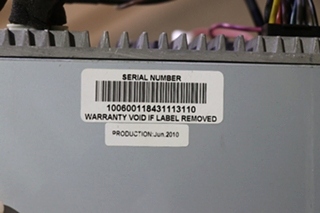 SERIAL NUMBER
100600118431113110
WARRANTY VOID IF LABEL REMOVED
PRODUCTION:Jun.2010